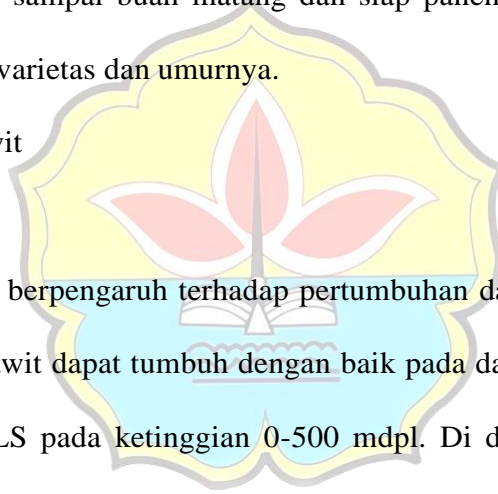 sampai buah matang dan siap panen
varietas dan umurnya.
it
berpengaruh terhadap pertumbuhan da
wit dapat tumbuh dengan baik pada da
LS pada ketinggian 0-500 mdpl. Di d